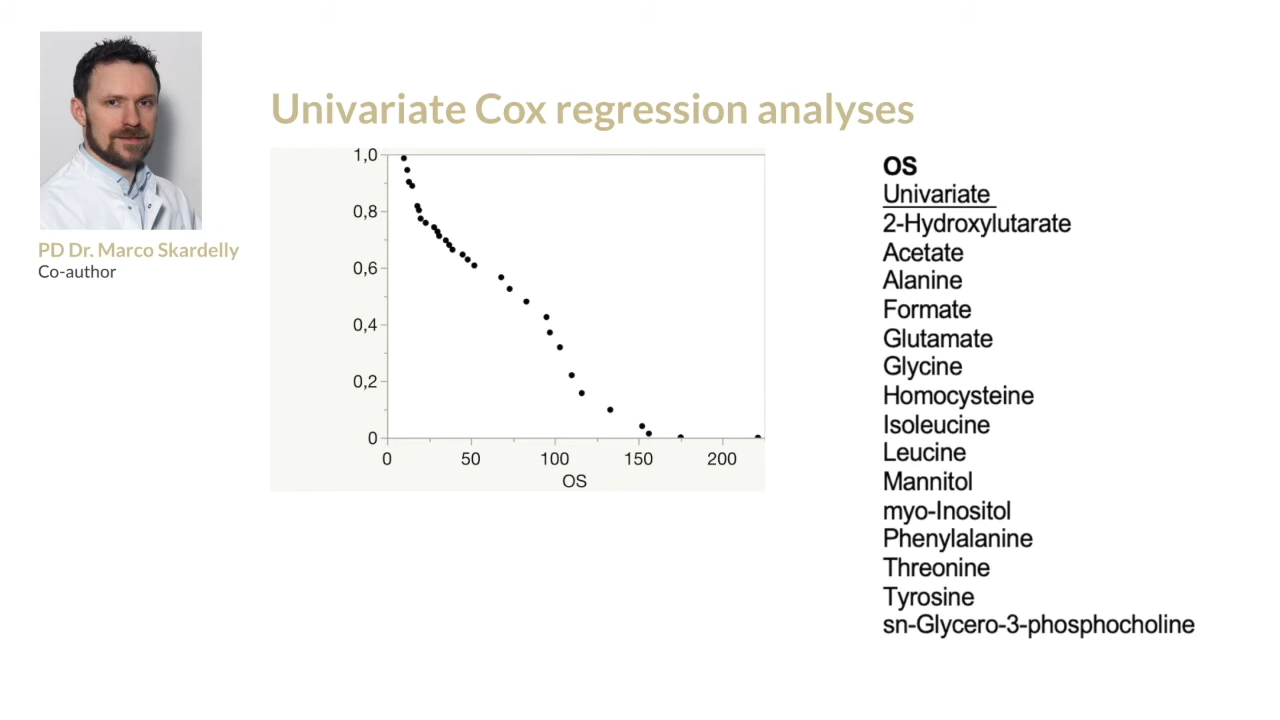 Univariate Cox regression analyses
PD Dr. Marco Skardelly
Co-author
1,0
0,8
0,6
0,4
0,2
0
0 50 100 150 200
OS
OS
Univariate
2-Hydroxylutarate
Acetate
Alanine
Formate
Glutamate
Glycine
Homocysteine
Isoleucine
Leucine
Mannitol
myo-Inositol
Phenylalanine
Threonine
Tyrosine
sn-Glycero-3-phosphocholine